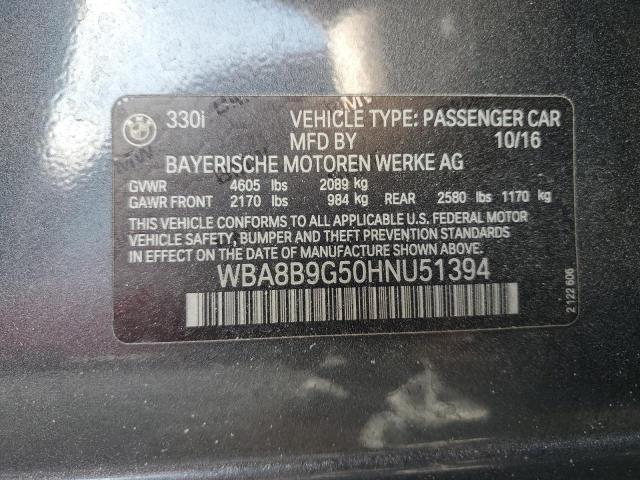 330i VEHICLE TYPE: PASSENGER CAR
MFD BY 10/16
BAYERISCHE MOTOREN WERKE AG
GVWR 4605 lbs 2089 kg
GAWR FRONT 2170 lbs 984 kg REAR 2580 lbs 1170 kg
THIS VEHICLE CONFORMS TO ALL APPLICABLE U.S. FEDERAL MOTOR
VEHICLE SAFETY, BUMPER AND THEFT PREVENTION STANDARDS
IN EFFECT ON THE DATE OF MANUFACTURE SHOWN ABOVE.
WBA8B9G50HNU51394
2 122 606